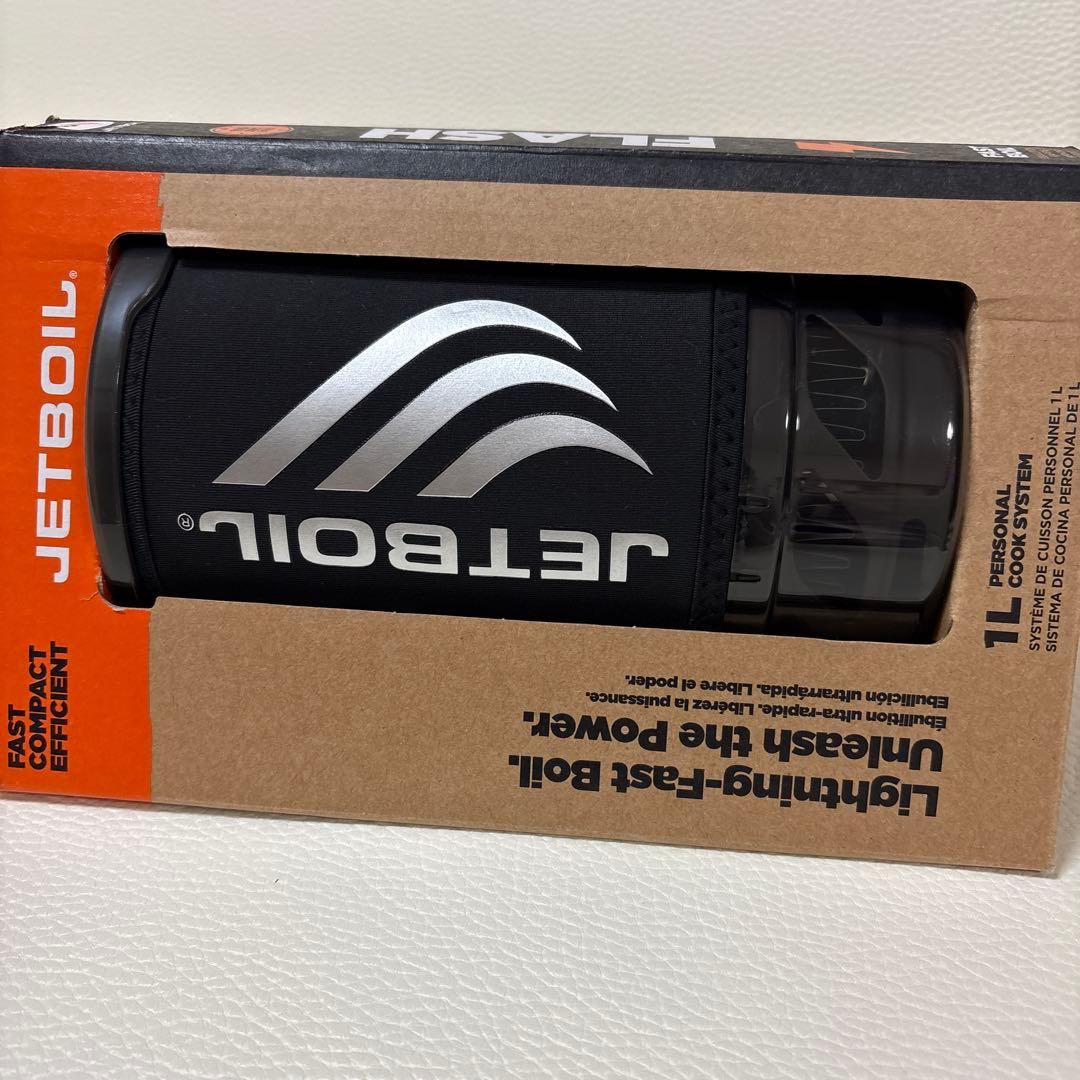 FLASH
JETBOIL®
FAST
COMPACT
EFFICIENT
JETBOIL®
1L PERSONAL
COOK SYSTEM
SYSTÈME DE CUISSON PERSONNEL 1 L
SISTEMA DE COCINA PERSONAL DE 1 L
Lightning-Fast Boil.
Unleash the Power.
Ébullition ultra-rapide. Libérez la puissance.
Ebullición ultrarrápida. Libere el poder.